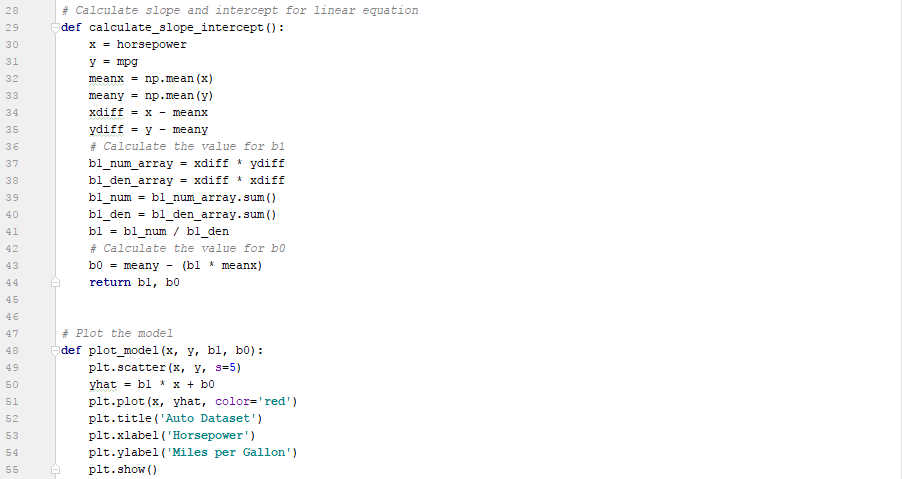 28 # Calculate slope and intercept for linear equation
29 def calculate_slope_intercept():
30     x = horsepower
31     y = mpg
32     meanx = np.mean(x)
33     meany = np.mean(y)
34     xdiff = x - meanx
35     ydiff = y - meany
36     # Calculate the value for b1
37     b1_num_array = xdiff * ydiff
38     b1_den_array = xdiff * xdiff
39     b1_num = b1_num_array.sum()
40     b1_den = b1_den_array.sum()
41     b1 = b1_num / b1_den
42     # Calculate the value for b0
43     b0 = meany - (b1 * meanx)
44     return b1, b0
45
46
47 # Plot the model
48 def plot_model(x, y, b1, b0):
49     plt.scatter(x, y, s=5)
50     yhat = b1 * x + b0
51     plt.plot(x, yhat, color='red')
52     plt.title('Auto Dataset')
53     plt.xlabel('Horsepower')
54     plt.ylabel('Miles per Gallon')
55     plt.show()